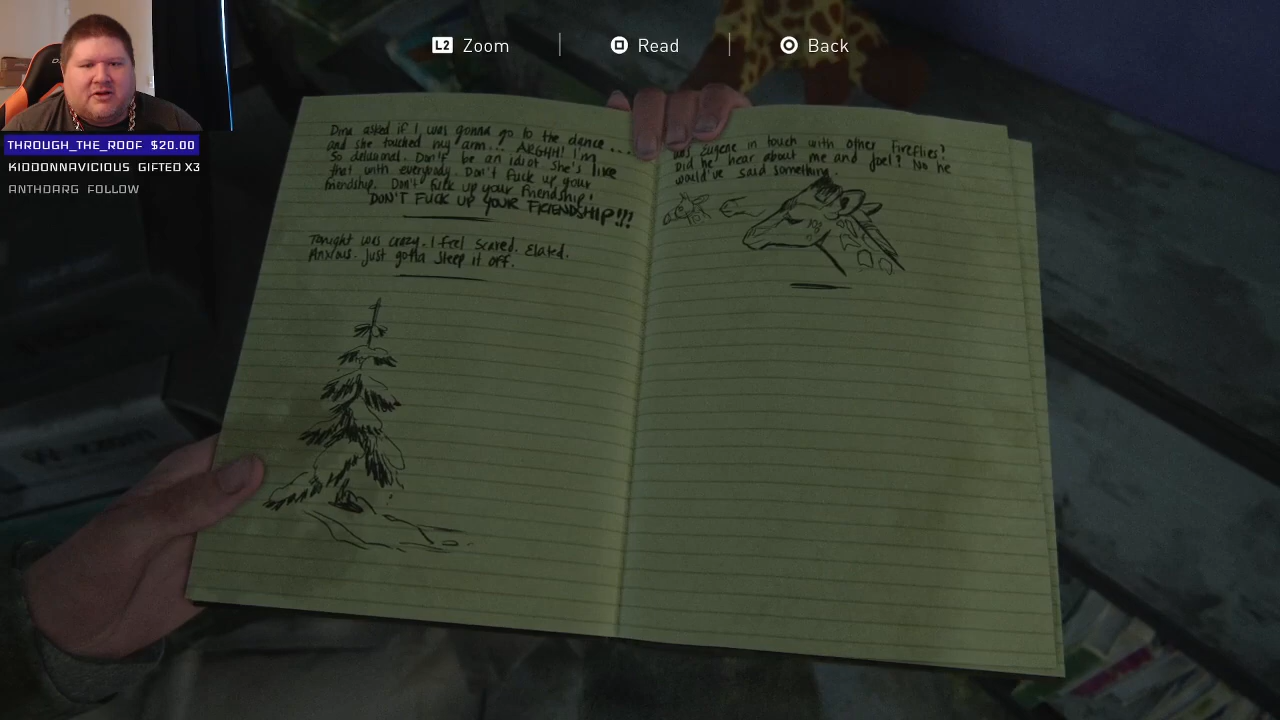 L2 Zoom
Read
Back
THROUGH_THE_ROOF $20.00
KIDDONNAVICIOUS GIFTED X3
ANTHDARG FOLLOW
Dina asked if I was gonna go to the dance ...
and she touched my arm... ARGHH! I'm
so delusional. Don't be an idiot. She's like
that with everybody. Don't fuck up your
friendship. Don't fuck up your friendship!
DON'T FUCK UP YOUR FRIENDSHIP!!!
Tonight was crazy. I feel scared. Elated.
Anxious. Just gotta sleep it off.
Was Eugene in touch with other Fireflies?
Did he hear about me and Joel? No he
would've said something.